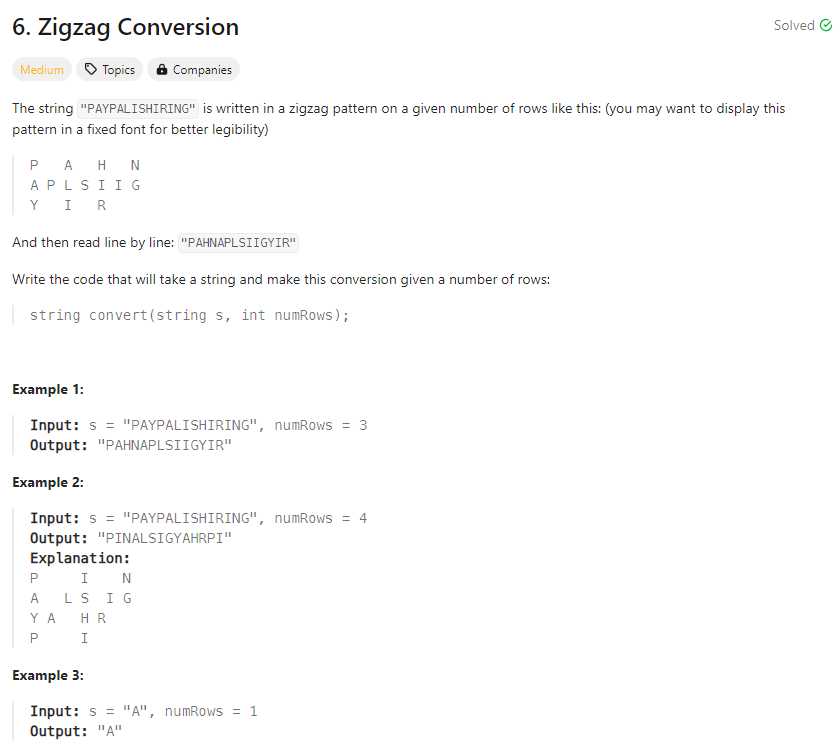 6. Zigzag Conversion
Solved
Medium Topics Companies
The string "PAYPALISHIRING" is written in a zigzag pattern on a given number of rows like this: (you may want to display this
pattern in a fixed font for better legibility)
P   A   H   N
A P L S I I G
Y   I   R
And then read line by line: "PAHNAPLSIIGYIR"
Write the code that will take a string and make this conversion given a number of rows:
string convert(string s, int numRows);
Example 1:
Input: s = "PAYPALISHIRING", numRows = 3
Output: "PAHNAPLSIIGYIR"
Example 2:
Input: s = "PAYPALISHIRING", numRows = 4
Output: "PINALSIGYAHRPI"
Explanation:
P     I    N
A   L S  I G
Y A   H R
P     I
Example 3:
Input: s = "A", numRows = 1
Output: "A"